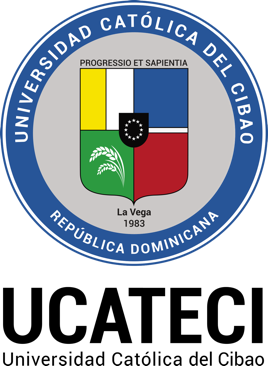 UNIVERSIDAD CATÓLICA DEL CIBAO
PROGRESSIO ET SAPIENTIA
La Vega
1983
REPÚBLICA DOMINICANA
UCATECI
Universidad Católica del Cibao